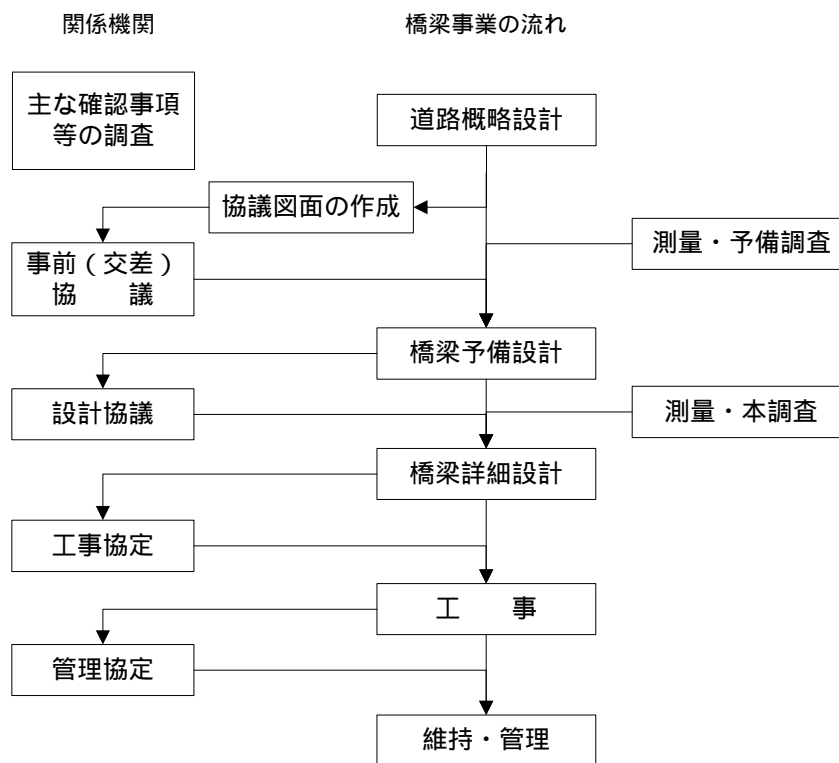 関係機関
橋梁事業の流れ
主な確認事項
等の調査
道路概略設計
協議図面の作成
測量・予備調査
事前(交差)
協　　議
橋梁予備設計
設計協議
測量・本調査
橋梁詳細設計
工事協定
工　　事
管理協定
維持・管理